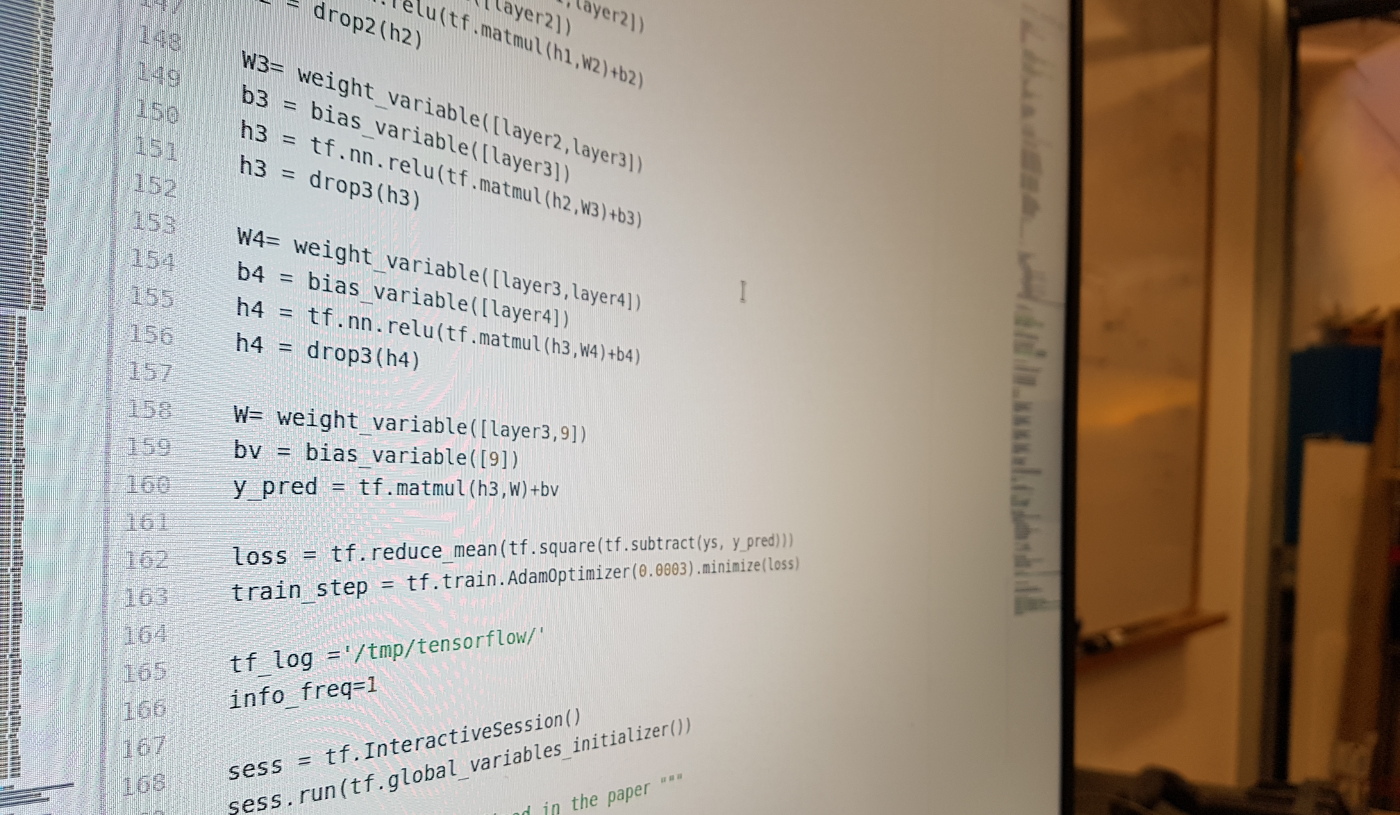 147
layer2])
[layer2])
.relu(tf.matmul(h1,W2)+b2)
148 = drop2(h2)
149
150 W3= weight_variable([layer2,layer3])
151 b3 = bias_variable([layer3])
152 h3 = tf.nn.relu(tf.matmul(h2,W3)+b3)
153 h3 = drop3(h3)
154
155 W4= weight_variable([layer3,layer4])
156 b4 = bias_variable([layer4])
157 h4 = tf.nn.relu(tf.matmul(h3,W4)+b4)
158 h4 = drop3(h4)
159
160 W= weight_variable([layer3,9])
161 bv = bias_variable([9])
162 y_pred = tf.matmul(h3,W)+bv
163
164 loss = tf.reduce_mean(tf.square(tf.subtract(ys, y_pred)))
165 train_step = tf.train.AdamOptimizer(0.0003).minimize(loss)
166
167 tf_log ='/tmp/tensorflow/'
168 info_freq=1
sess = tf.InteractiveSession()
sess.run(tf.global_variables_initializer())
in the paper """